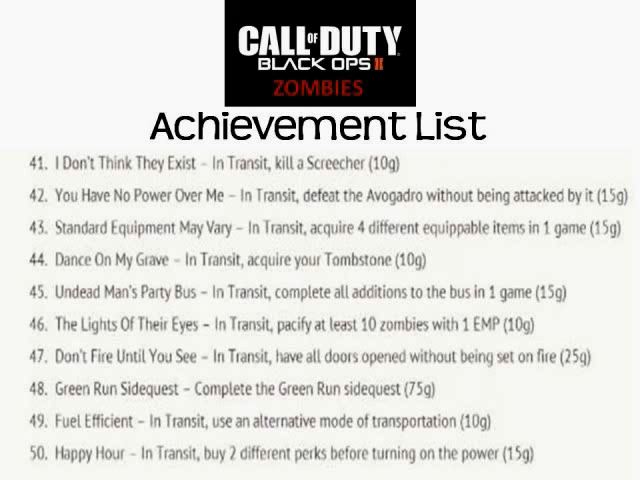 CALL OF DUTY
BLACK OPS II
ZOMBIES
Achievement List
41. I Don't Think They Exist – In Transit, kill a Screecher (10g)
42. You Have No Power Over Me – In Transit, defeat the Avogadro without being attacked by it (15g)
43. Standard Equipment May Vary – In Transit, acquire 4 different equippable items in 1 game (15g)
44. Dance On My Grave – In Transit, acquire your Tombstone (10g)
45. Undead Man's Party Bus – In Transit, complete all additions to the bus in 1 game (15g)
46. The Lights Of Their Eyes – In Transit, pacify at least 10 zombies with 1 EMP (10g)
47. Don't Fire Until You See – In Transit, have all doors opened without being set on fire (25g)
48. Green Run Sidequest – Complete the Green Run sidequest (75g)
49. Fuel Efficient – In Transit, use an alternative mode of transportation (10g)
50. Happy Hour – In Transit, buy 2 different perks before turning on the power (15g)